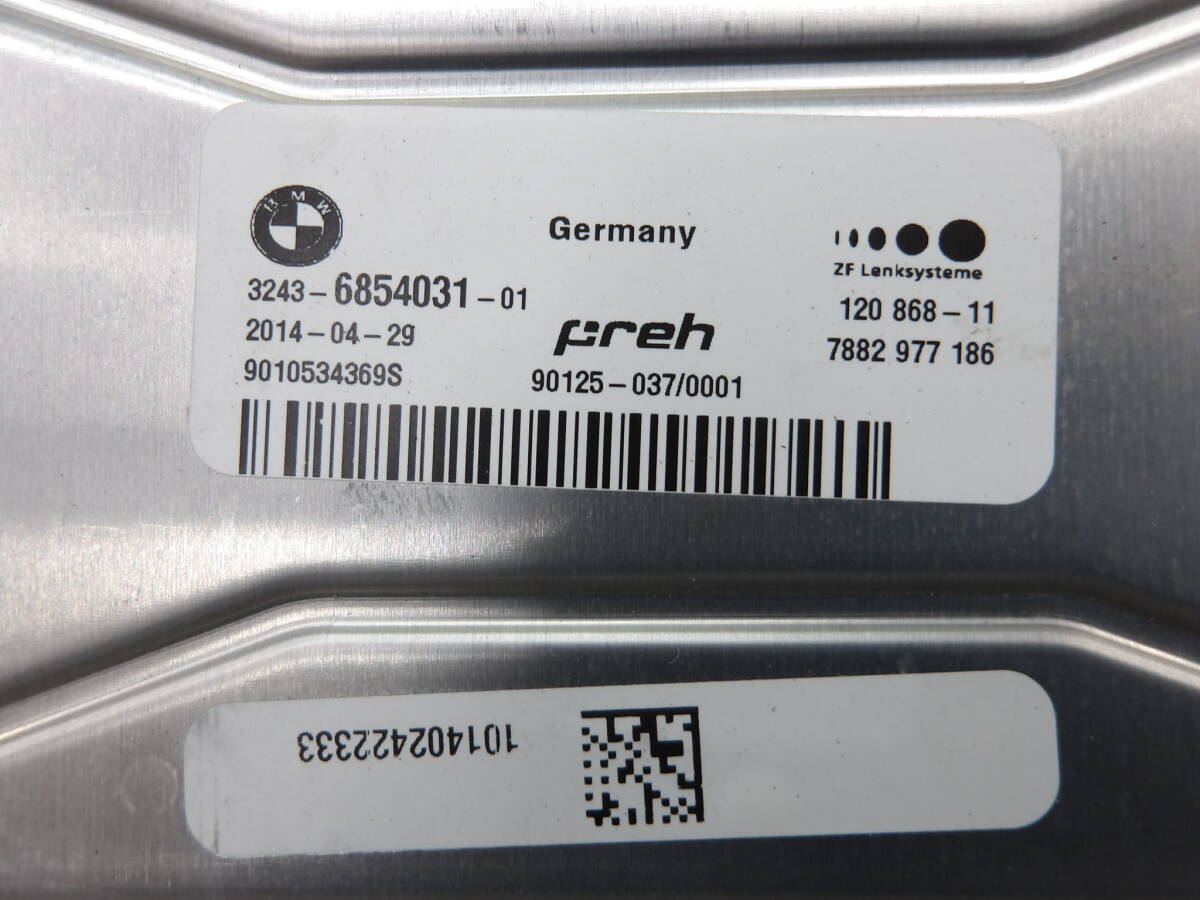 BMW
Germany
ZF Lenksysteme
3243-6854031-01
120 868-11
2014-04-29
preh
7882 977 186
9010534369S
90125-037/0001
101402422333